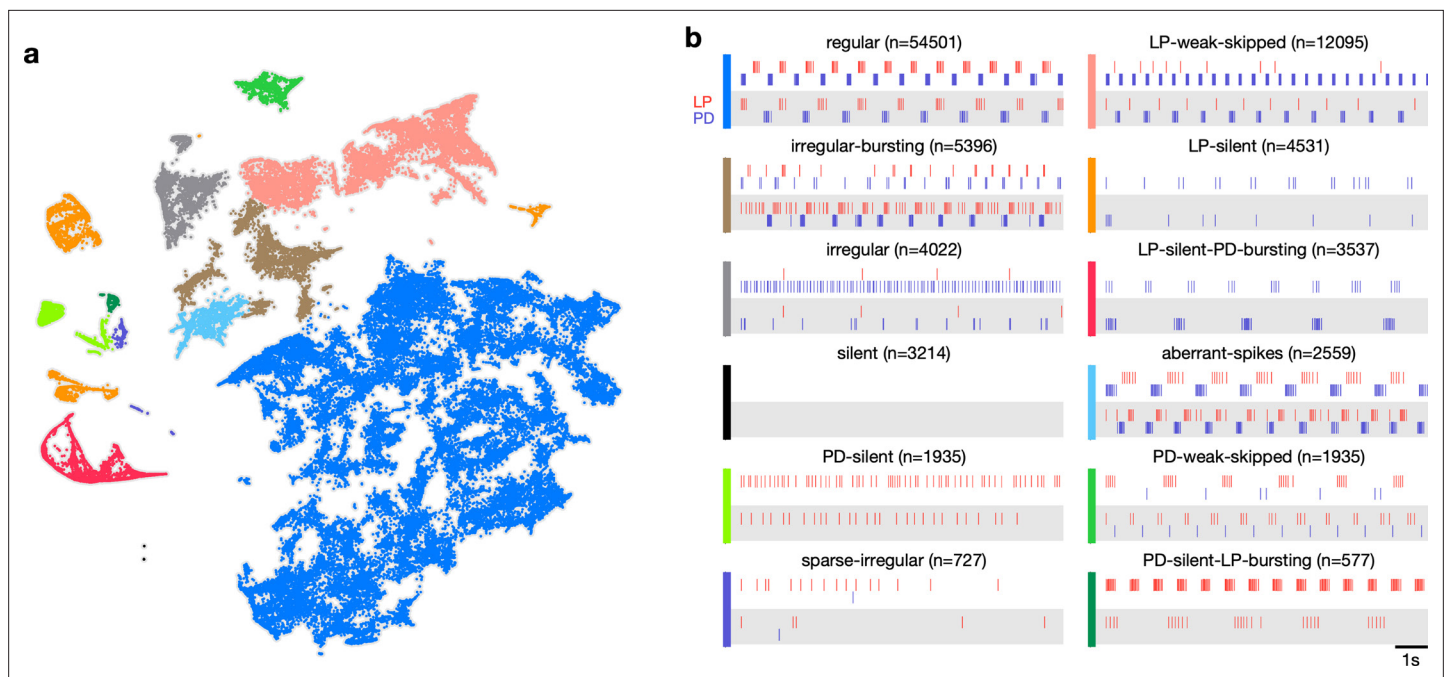 a
b
regular (n=54501)
LP-weak-skipped (n=12095)
LP
PD
irregular-bursting (n=5396)
LP-silent (n=4531)
irregular (n=4022)
LP-silent-PD-bursting (n=3537)
silent (n=3214)
aberrant-spikes (n=2559)
PD-silent (n=1935)
PD-weak-skipped (n=1935)
sparse-irregular (n=727)
PD-silent-LP-bursting (n=577)
1s